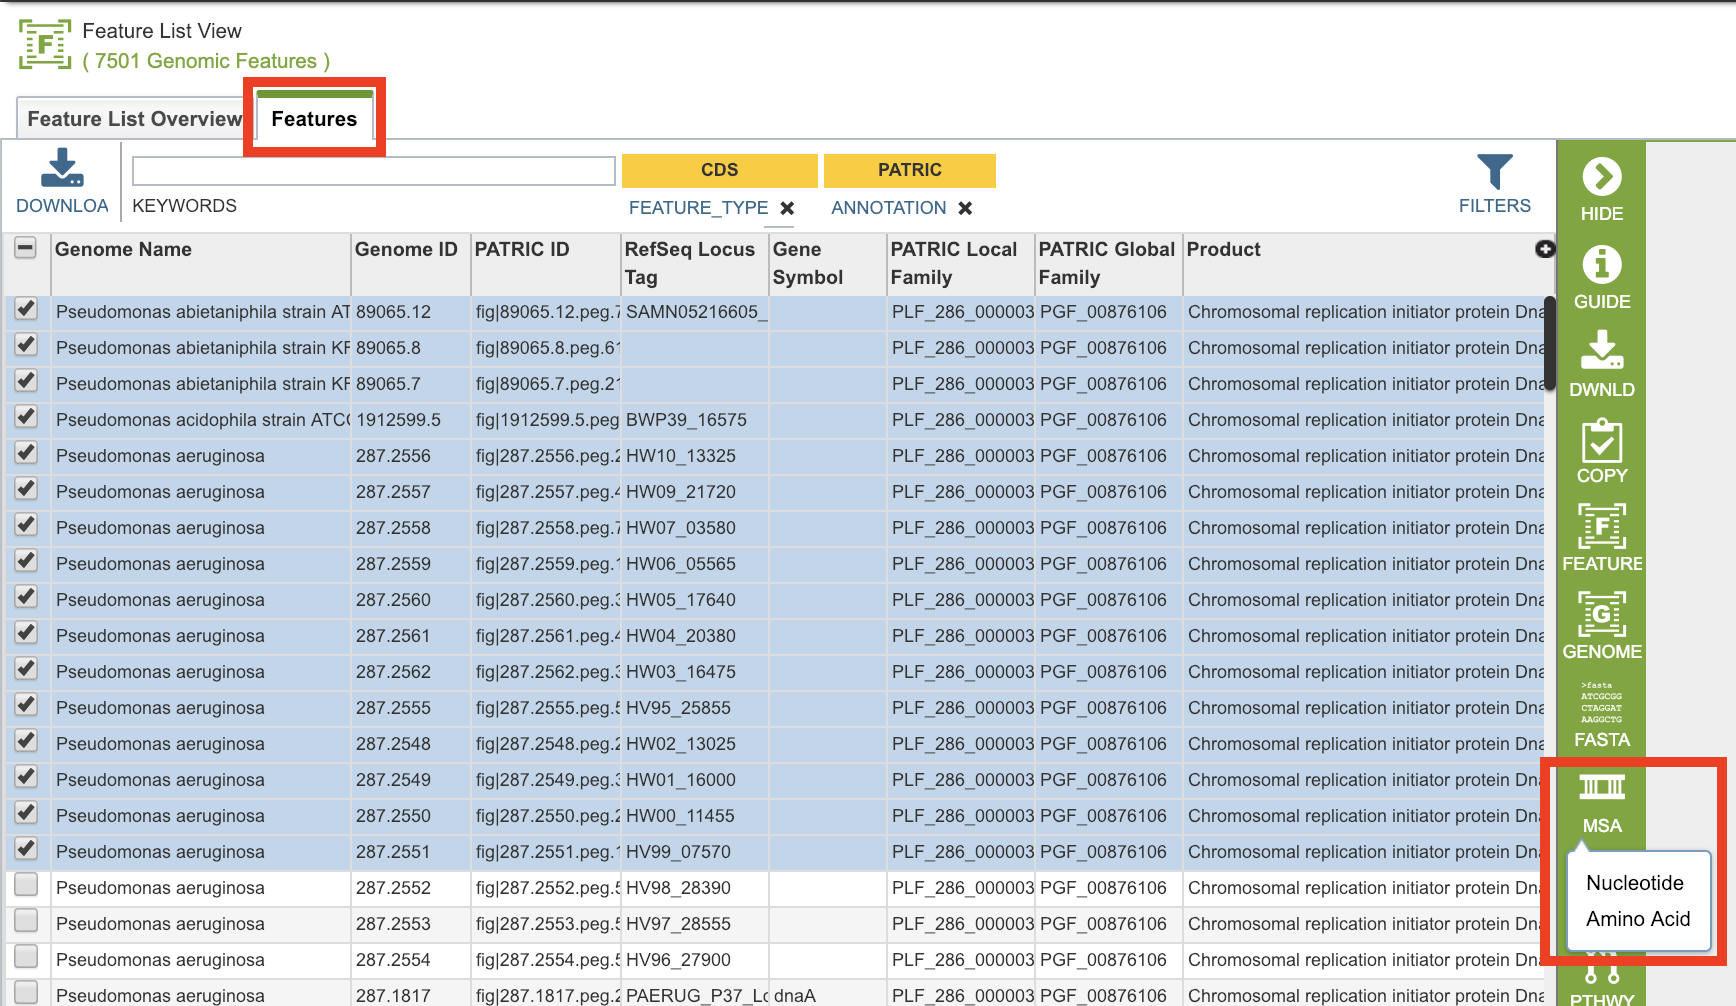 F
Feature List View
( 7501 Genomic Features )
Feature List Overview
Features
DOWNLOA
KEYWORDS
CDS
FEATURE_TYPE
PATRIC
ANNOTATION
FILTERS
Genome Name Genome ID PATRIC ID RefSeq Locus Tag Gene Symbol PATRIC Local Family PATRIC Global Family Product
Pseudomonas abietaniphila strain AT 89065.12 fig|89065.12.peg.7 SAMN05216605_ PLF_286_000003 PGF_00876106 Chromosomal replication initiator protein Dna
Pseudomonas abietaniphila strain KF 89065.8 fig|89065.8.peg.61 PLF_286_000003 PGF_00876106 Chromosomal replication initiator protein Dna
Pseudomonas abietaniphila strain KF 89065.7 fig|89065.7.peg.21 PLF_286_000003 PGF_00876106 Chromosomal replication initiator protein Dna
Pseudomonas acidophila strain ATCC 1912599.5 fig|1912599.5.peg BWP39_16575 PLF_286_000003 PGF_00876106 Chromosomal replication initiator protein Dna
Pseudomonas aeruginosa 287.2556 fig|287.2556.peg.2 HW10_13325 PLF_286_000003 PGF_00876106 Chromosomal replication initiator protein Dna
Pseudomonas aeruginosa 287.2557 fig|287.2557.peg.4 HW09_21720 PLF_286_000003 PGF_00876106 Chromosomal replication initiator protein Dna
Pseudomonas aeruginosa 287.2558 fig|287.2558.peg.7 HW07_03580 PLF_286_000003 PGF_00876106 Chromosomal replication initiator protein Dna
Pseudomonas aeruginosa 287.2559 fig|287.2559.peg.1 HW06_05565 PLF_286_000003 PGF_00876106 Chromosomal replication initiator protein Dna
Pseudomonas aeruginosa 287.2560 fig|287.2560.peg.3 HW05_17640 PLF_286_000003 PGF_00876106 Chromosomal replication initiator protein Dna
Pseudomonas aeruginosa 287.2561 fig|287.2561.peg.4 HW04_20380 PLF_286_000003 PGF_00876106 Chromosomal replication initiator protein Dna
Pseudomonas aeruginosa 287.2562 fig|287.2562.peg.3 HW03_16475 PLF_286_000003 PGF_00876106 Chromosomal replication initiator protein Dna
Pseudomonas aeruginosa 287.2555 fig|287.2555.peg.5 HV95_25855 PLF_286_000003 PGF_00876106 Chromosomal replication initiator protein Dna
Pseudomonas aeruginosa 287.2548 fig|287.2548.peg.2 HW02_13025 PLF_286_000003 PGF_00876106 Chromosomal replication initiator protein Dna
Pseudomonas aeruginosa 287.2549 fig|287.2549.peg.3 HW01_16000 PLF_286_000003 PGF_00876106 Chromosomal replication initiator protein Dna
Pseudomonas aeruginosa 287.2550 fig|287.2550.peg.2 HW00_11455 PLF_286_000003 PGF_00876106 Chromosomal replication initiator protein Dna
Pseudomonas aeruginosa 287.2551 fig|287.2551.peg.1 HV99_07570 PLF_286_000003 PGF_00876106 Chromosomal replication initiator protein Dna
Pseudomonas aeruginosa 287.2552 fig|287.2552.peg.5 HV98_28390 PLF_286_000003 PGF_00876106 Chromosomal replication initiator protein Dna
Pseudomonas aeruginosa 287.2553 fig|287.2553.peg.5 HV97_28555 PLF_286_000003 PGF_00876106 Chromosomal replication initiator protein Dna
Pseudomonas aeruginosa 287.2554 fig|287.2554.peg.5 HV96_27900 PLF_286_000003 PGF_00876106 Chromosomal replication initiator protein Dna
Pseudomonas aeruginosa 287.1817 fig|287.1817.peg.2 PAERUG_P37_Lo dnaA PLF_286_000003 PGF_00876106 Chromosomal replication initiator protein Dna
HIDE
GUIDE
DWNLD
COPY
F
FEATURE
G
GENOME
>fasta
ATCGCGG
CTAGGAT
AAGGCTG
FASTA
MSA
Nucleotide
Amino Acid
PTHWY